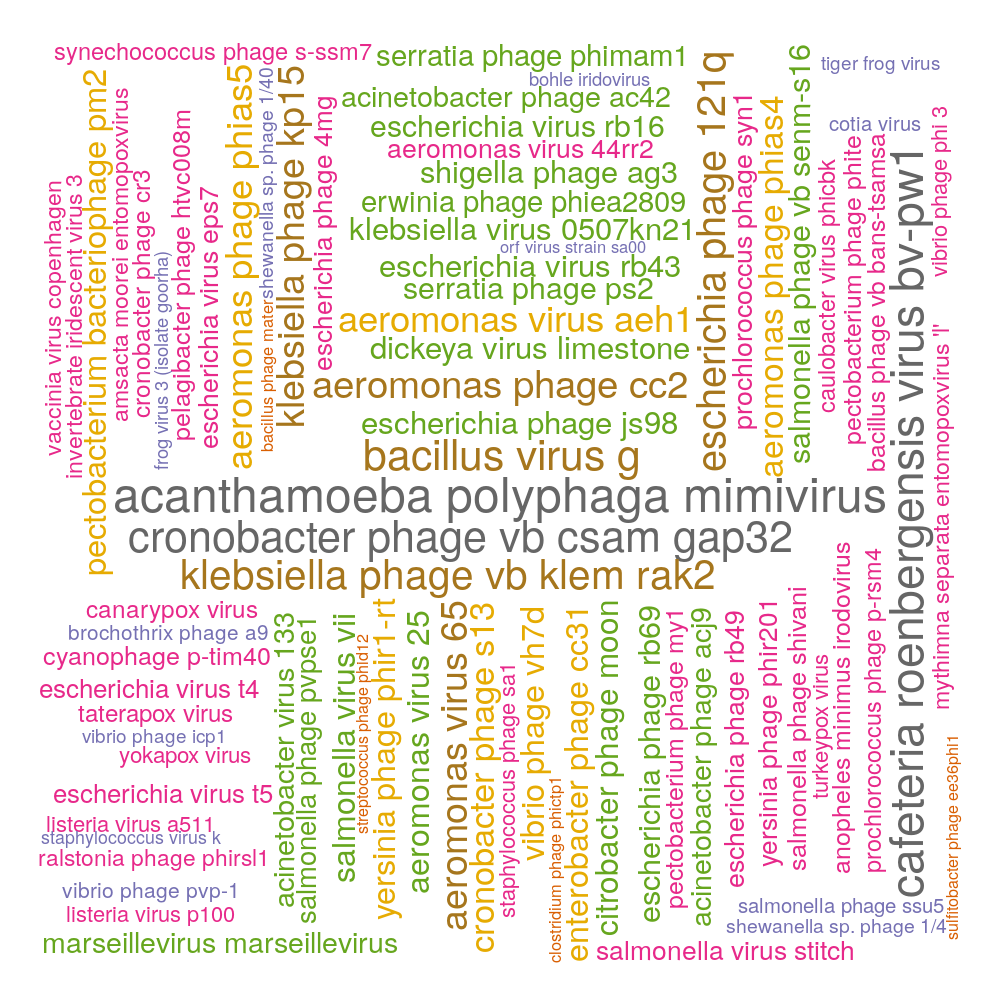 synechococcus phage s-ssm7
serratia phage phimam1
bohle iridovirus
tiger frog virus
acinetobacter phage ac42
escherichia virus rb16
cotia virus
aeromonas virus 44rr2
shigella phage ag3
erwinia phage phiea2809
klebsiella virus 0507kn21
orf virus strain sa00
escherichia virus rb43
serratia phage ps2
aeromonas virus aeh1
dickeya virus limestone
aeromonas phage cc2
escherichia phage js98
bacillus virus g
vaccinia virus copenhagen
invertebrate iridescent virus 3
pectobacterium bacteriophage pm2
amsacta moorei entomopoxvirus
cronobacter phage cr3
frog virus 3 (isolate goorha)
pelagibacter phage htvc008m
escherichia virus eps7
aeromonas phage phias5
shewanella sp. phage 1/40
bacillus phage mater
klebsiella phage kp15
escherichia phage 4mg
escherichia phage 121q
prochlorococcus phage syn1
aeromonas phage phias4
salmonella phage vb senm-s16
caulobacter virus phicbk
pectobacterium phage phite
bacillus phage vb bans-tsamsa
cafeteria roenbergensis virus bv-pw1
vibrio phage phi 3
mythimna separata entomopoxvirus "l"
acanthamoeba polyphaga mimivirus
cronobacter phage vb csam gap32
klebsiella phage vb klem rak2
canarypox virus
brochothrix phage a9
cyanophage p-tim40
escherichia virus t4
taterapox virus
vibrio phage icp1
yokapox virus
escherichia virus t5
listeria virus a511
staphylococcus virus k
ralstonia phage phirsl1
vibrio phage pvp-1
listeria virus p100
marseillevirus marseillevirus
acinetobacter virus 133
salmonella phage pvpse1
salmonella virus vii
streptococcus phage phid12
yersinia phage phir1-rt
aeromonas virus 25
aeromonas virus 65
cronobacter phage s13
staphylococcus phage sa1
vibrio phage vh7d
clostridium phage phictp1
enterobacter phage cc31
citrobacter phage moon
escherichia phage rb69
pectobacterium phage my1
acinetobacter phage acj9
escherichia phage rb49
yersinia phage phir201
salmonella phage shivani
turkeypox virus
anopheles minimus irodovirus
prochlorococcus phage p-rsm4
sulfitobacter phage ee36phi1
salmonella phage ssu5
shewanella sp. phage 1/4
salmonella virus stitch